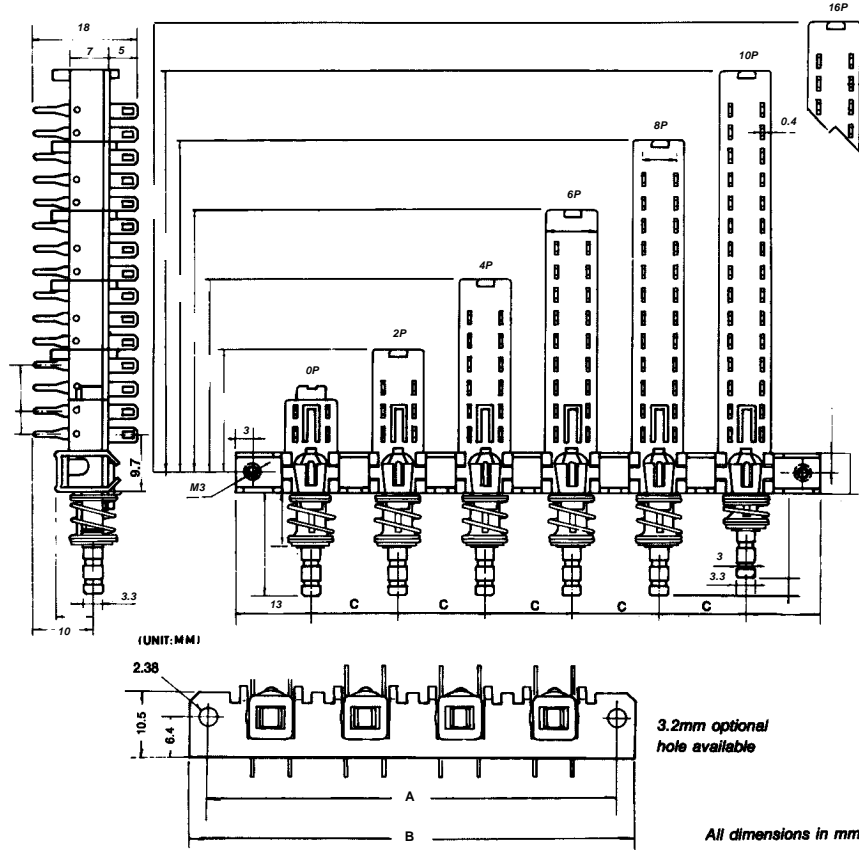 16P
18
7
5
10P
0.4
8P
6P
4P
2P
0P
3
M3
9.7
3
3.3
3.3
13
C
C
C
C
C
10
(UNIT:MM)
2.38
10.5
6.4
3.2mm optional
hole available
A
B
All dimensions in mm